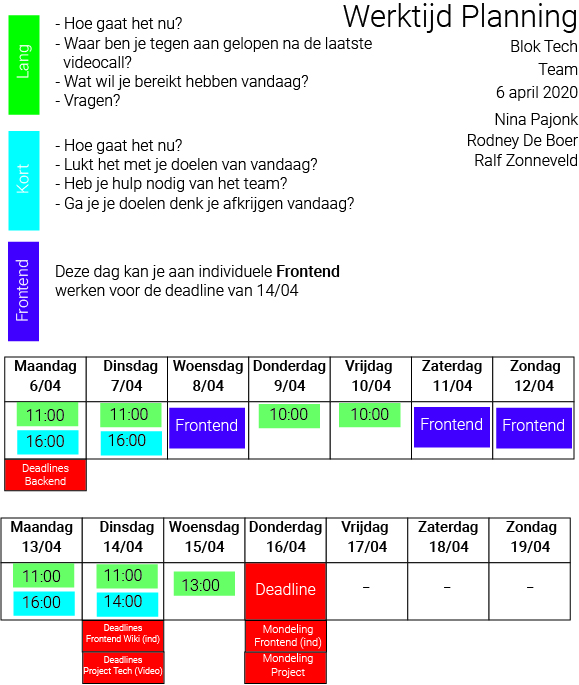 Werktijd Planning
Blok Tech
Team
6 april 2020
Nina Pajonk
Rodney De Boer
Ralf Zonneveld
Lang
- Hoe gaat het nu?
- Waar ben je tegen aan gelopen na de laatste
videocall?
- Wat wil je bereikt hebben vandaag?
- Vragen?
Kort
- Hoe gaat het nu?
- Lukt het met je doelen van vandaag?
- Heb je hulp nodig van het team?
- Ga je je doelen denk je afkrijgen vandaag?
Frontend
Deze dag kan je aan individuele Frontend
werken voor de deadline van 14/04
Maandag Dinsdag Woensdag Donderdag Vrijdag Zaterdag Zondag
6/04 7/04 8/04 9/04 10/04 11/04 12/04
11:00 11:00 Frontend 10:00 10:00 Frontend Frontend
16:00 16:00
Deadlines
Backend
Maandag Dinsdag Woensdag Donderdag Vrijdag Zaterdag Zondag
13/04 14/04 15/04 16/04 17/04 18/04 19/04
11:00 11:00 13:00 Deadline – – –
16:00 14:00
Deadlines Mondeling
Frontend Wiki (ind) Frontend (ind)
Deadlines Mondeling
Project Tech (Video) Project